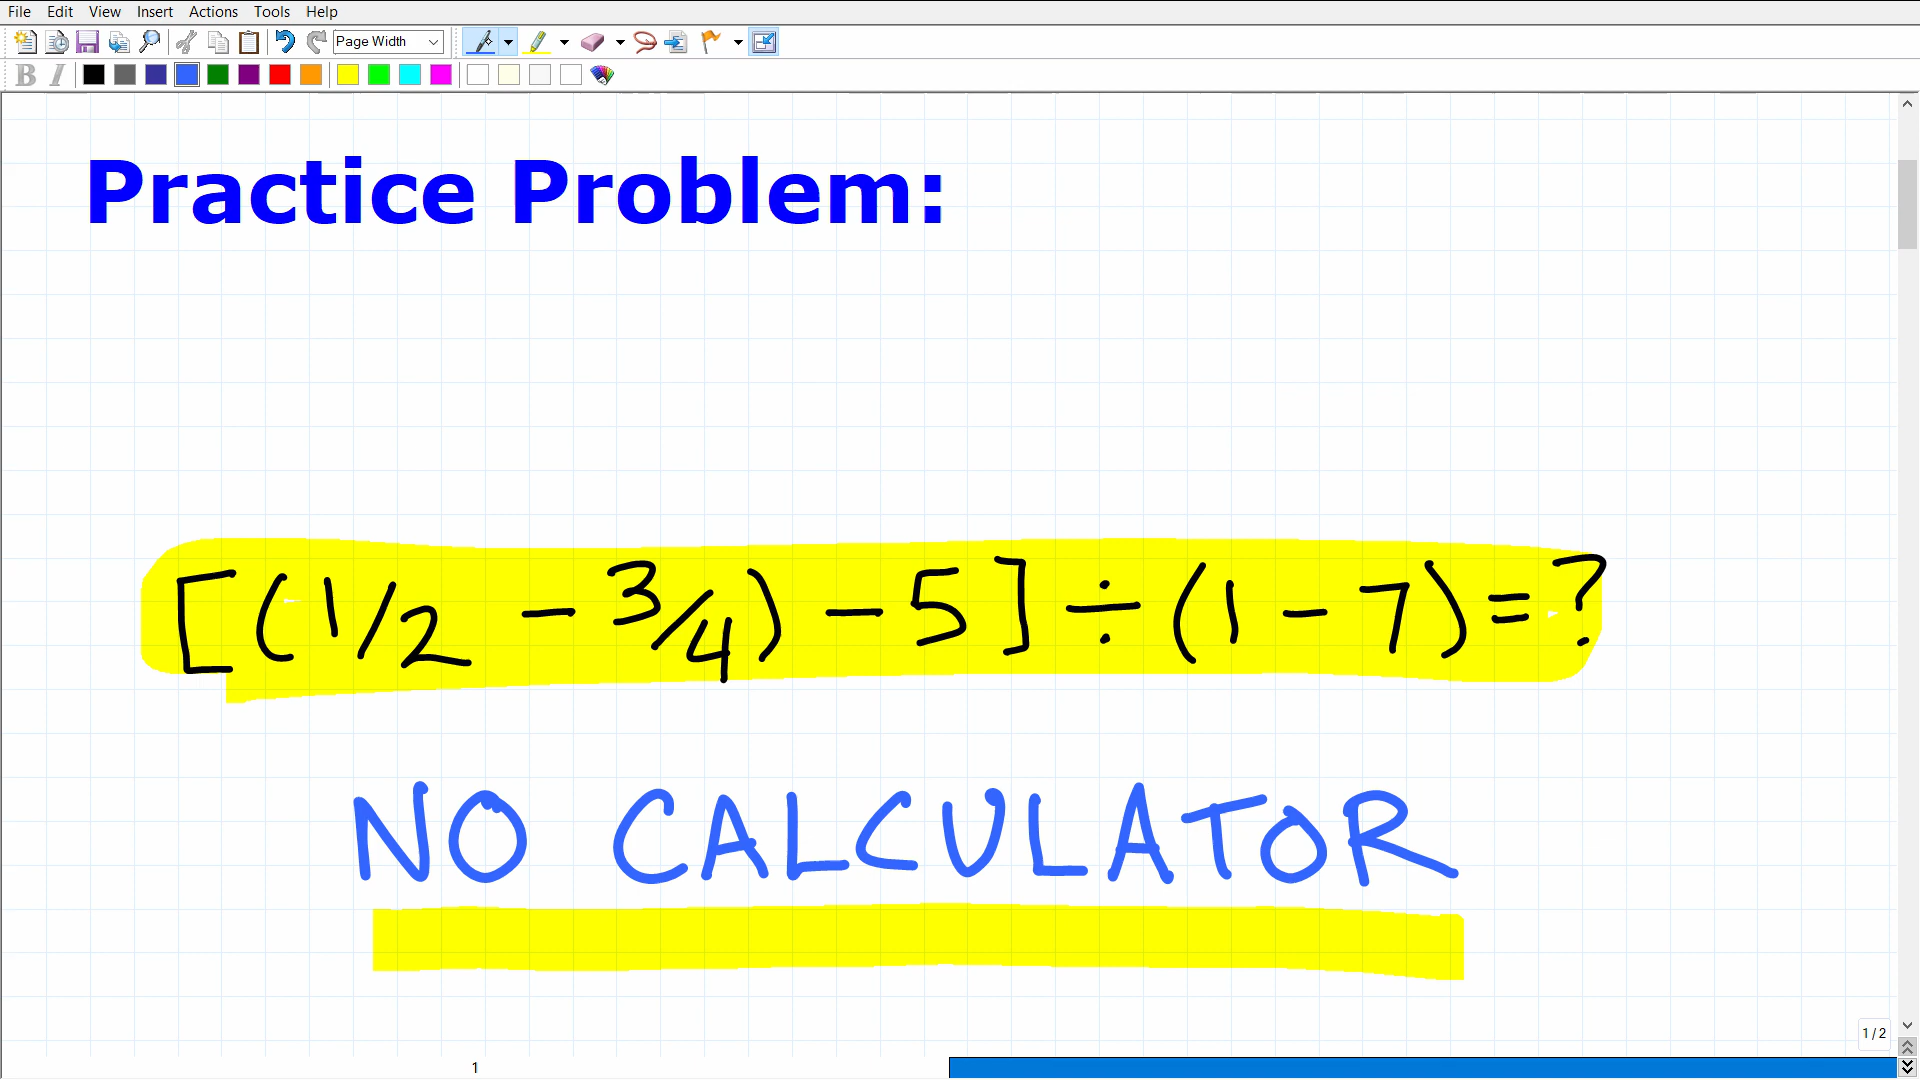 File Edit View Insert Actions Tools Help
Page Width
B I
Practice Problem:
[(1/2 - 3/4) - 5] ÷ (1 - 7) = ?
NO CALCULATOR
1 / 2
1